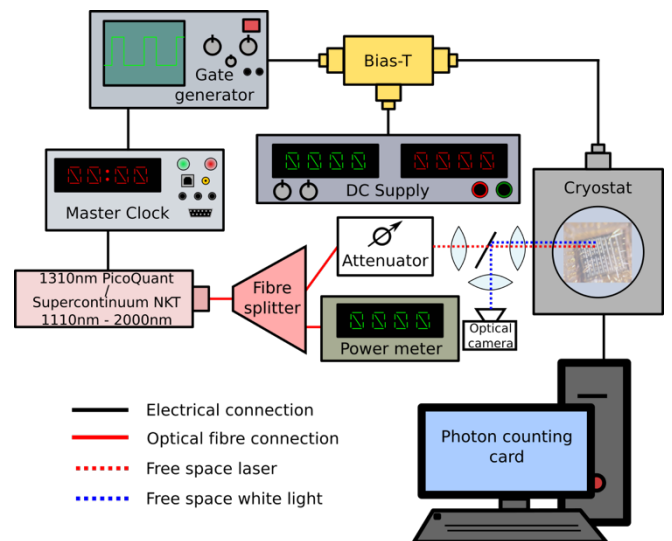 Gate
generator
Bias-T
DC Supply
Master Clock
Cryostat
1310nm PicoQuant
/
Supercontinuum NKT
1110nm - 2000nm
Fibre
splitter
Attenuator
Power meter
Optical
camera
Photon counting
card
Electrical connection
Optical fibre connection
Free space laser
Free space white light